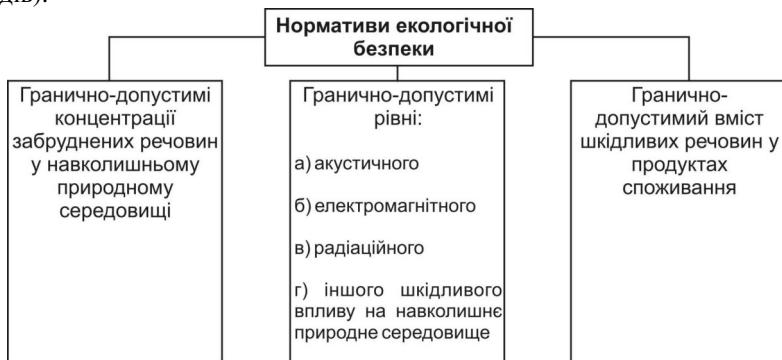 дів).
Нормативи екологічної
безпеки
Гранично-допустимі
концентрації
забруднених речовин
у навколишньому
природному
середовищі
Гранично-допустимі
рівні:
а) акустичного
б) електромагнітного
в) радіаційного
г) іншого шкідливого
впливу на навколишнє
природне середовище
Гранично-
допустимий вміст
шкідливих речовин у
продуктах
споживання